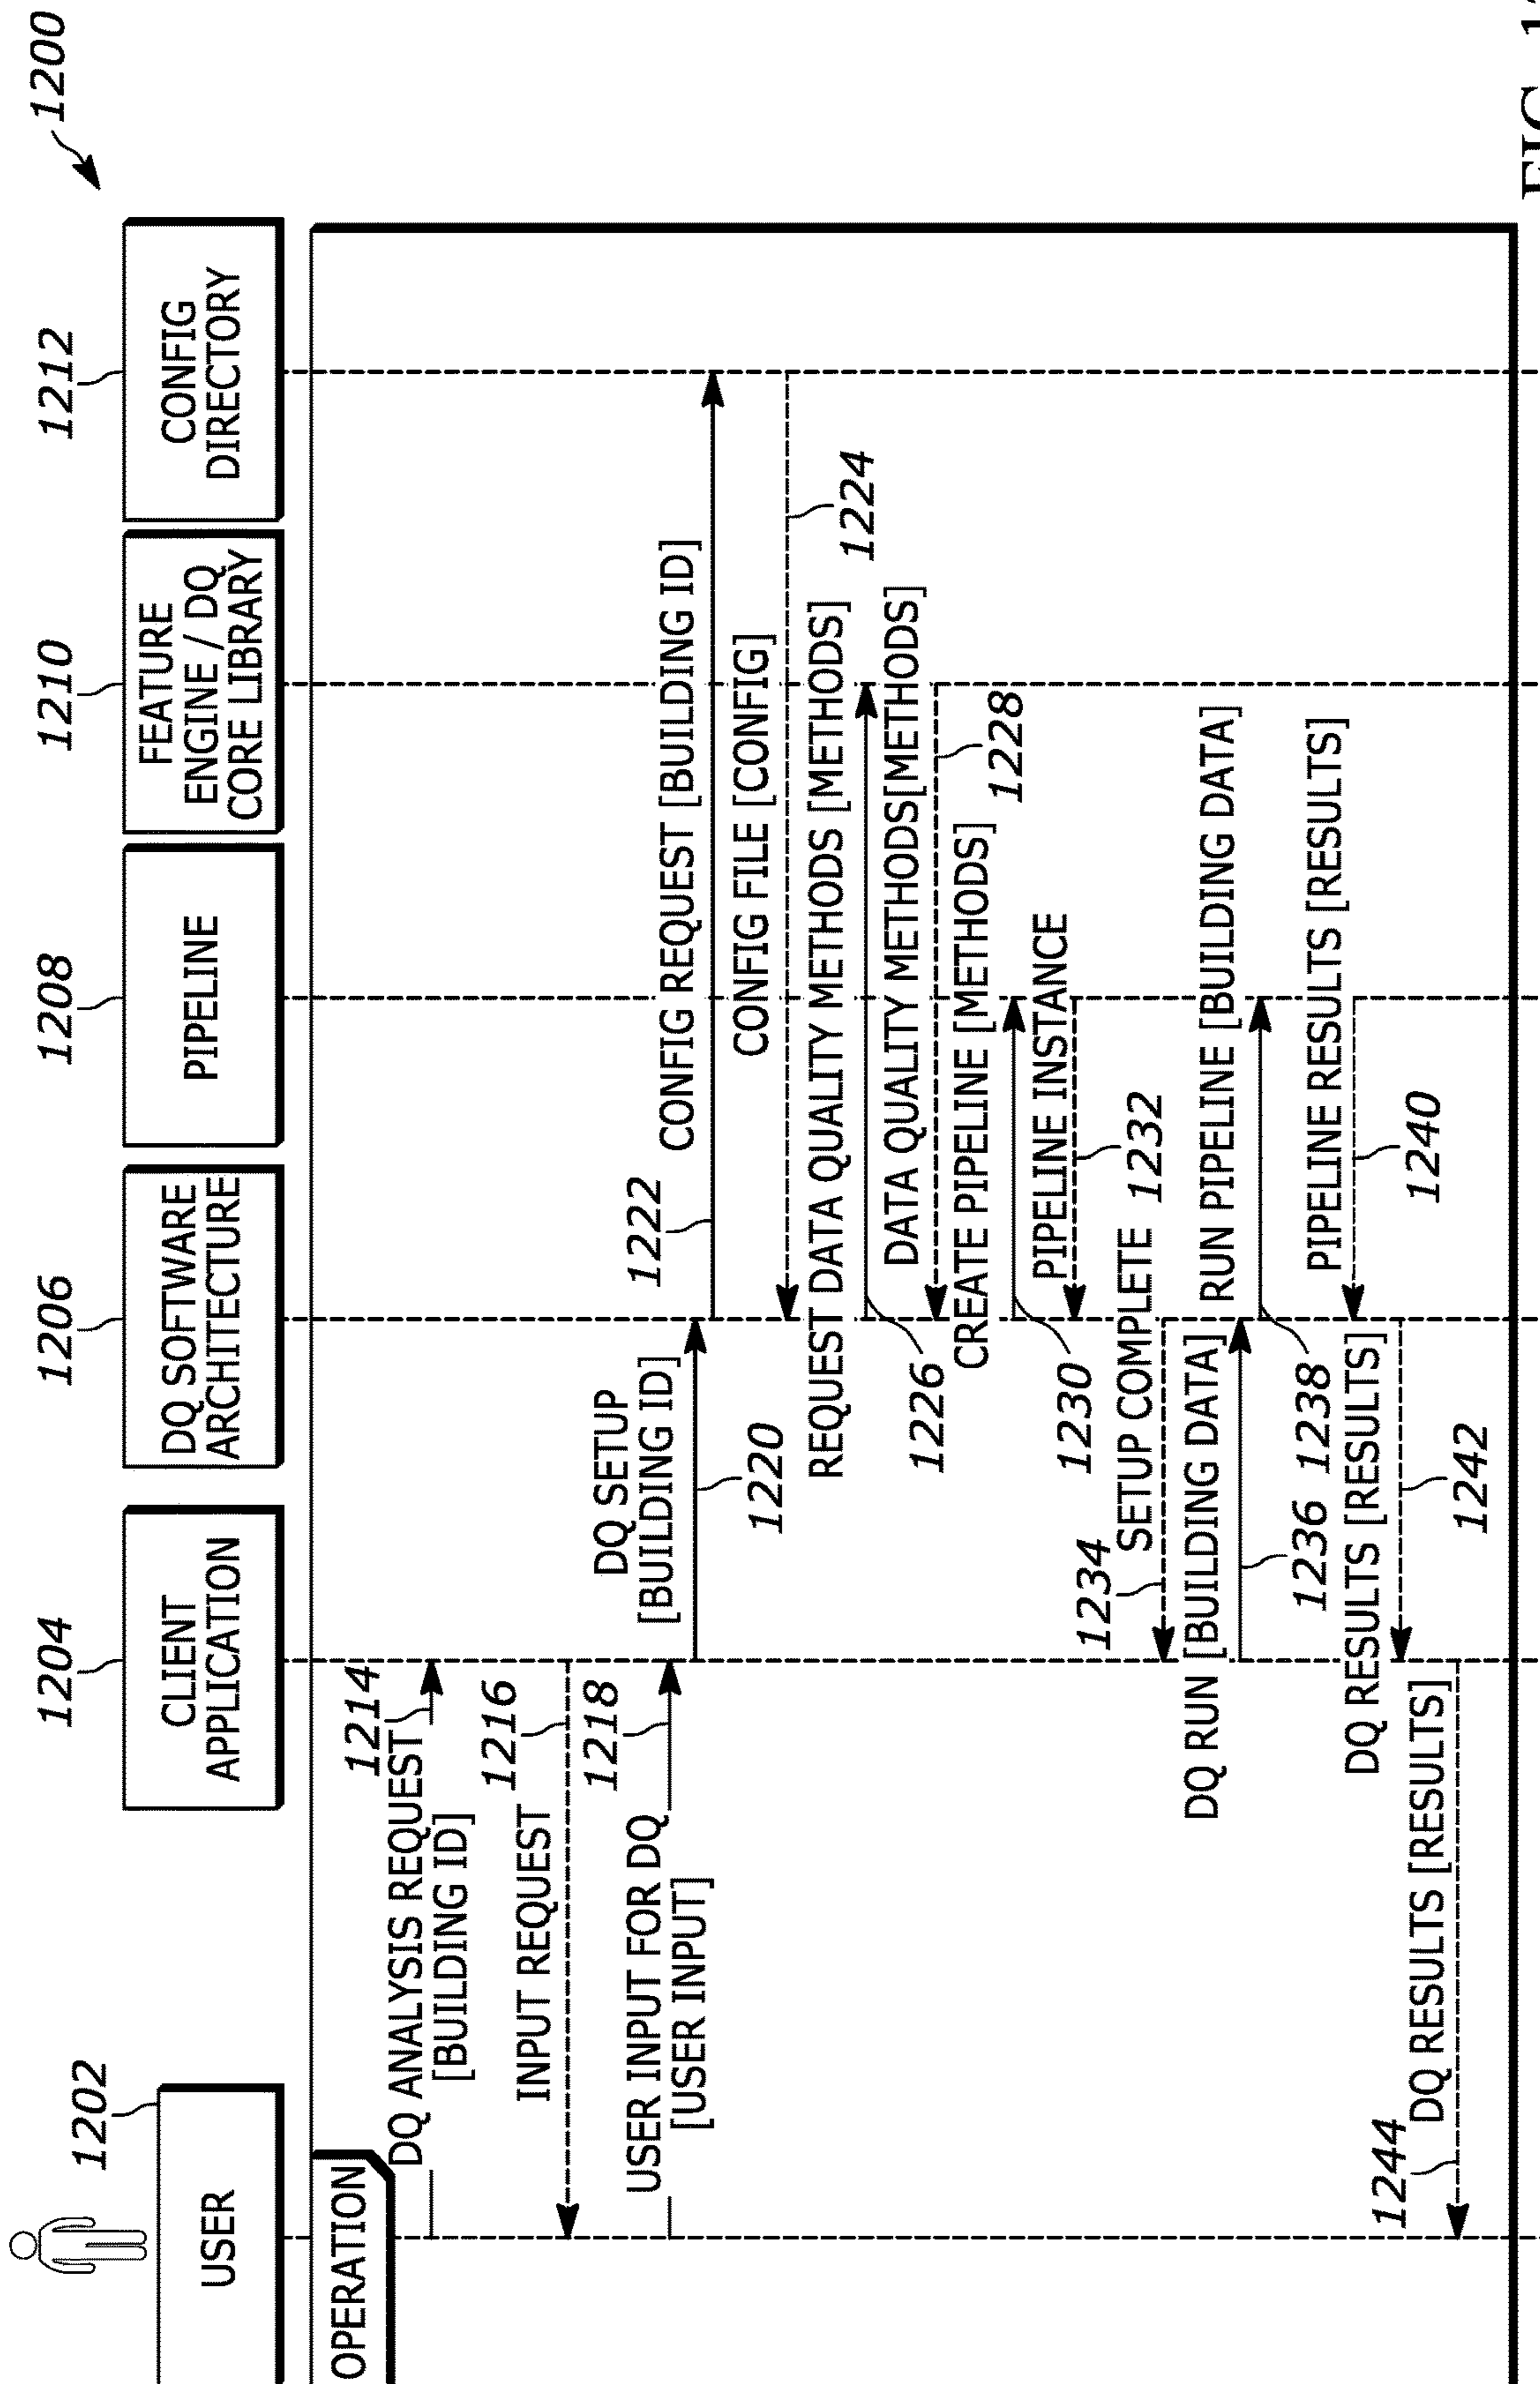 1200
1202
1204
1206
1208
1210
1212
USER
CLIENT
APPLICATION
DQ SOFTWARE
ARCHITECTURE
PIPELINE
FEATURE
ENGINE / DQ
CORE LIBRARY
CONFIG
DIRECTORY
OPERATION
1214
DQ ANALYSIS REQUEST
[BUILDING ID]
1216
INPUT REQUEST
1218
USER INPUT FOR DQ
[USER INPUT]
DQ SETUP
[BUILDING ID]
1220
1222
CONFIG REQUEST [BUILDING ID]
CONFIG FILE [CONFIG]
1224
REQUEST DATA QUALITY METHODS [METHODS]
1226
DATA QUALITY METHODS[METHODS]
1228
CREATE PIPELINE [METHODS]
1230
PIPELINE INSTANCE
1232
SETUP COMPLETE
1234
DQ RUN [BUILDING DATA]
1236
RUN PIPELINE [BUILDING DATA]
1238
PIPELINE RESULTS [RESULTS]
1240
DQ RESULTS [RESULTS]
1242
DQ RESULTS [RESULTS]
1244